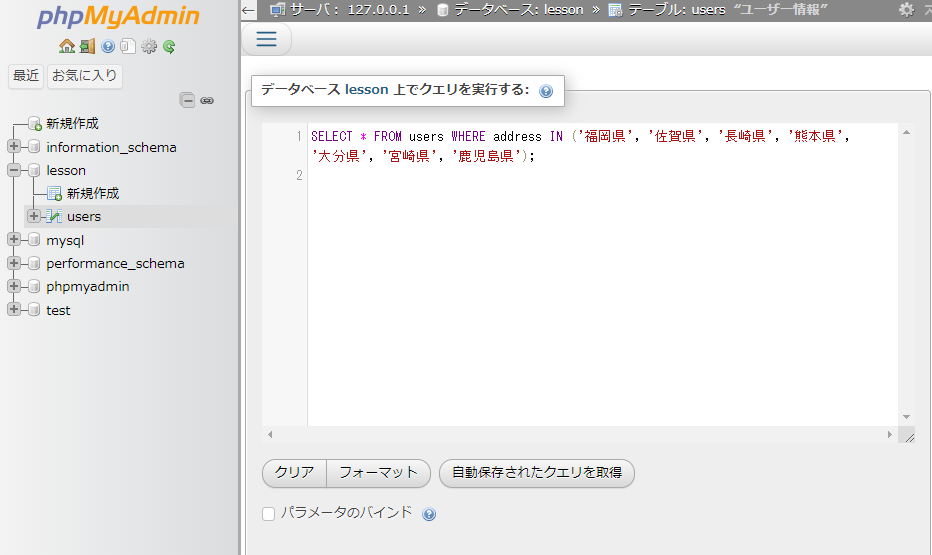 phpMyAdmin
最近 お気に入り
新規作成
information_schema
lesson
新規作成
users
mysql
performance_schema
phpmyadmin
test
サーバ: 127.0.0.1 » データベース: lesson » テーブル: users “ユーザー情報”
データベース lesson 上でクエリを実行する:
1 SELECT * FROM users WHERE address IN ('福岡県', '佐賀県', '長崎県', '熊本県',
'大分県', '宮崎県', '鹿児島県');
2
クリア フォーマット 自動保存されたクエリを取得
パラメータのバインド